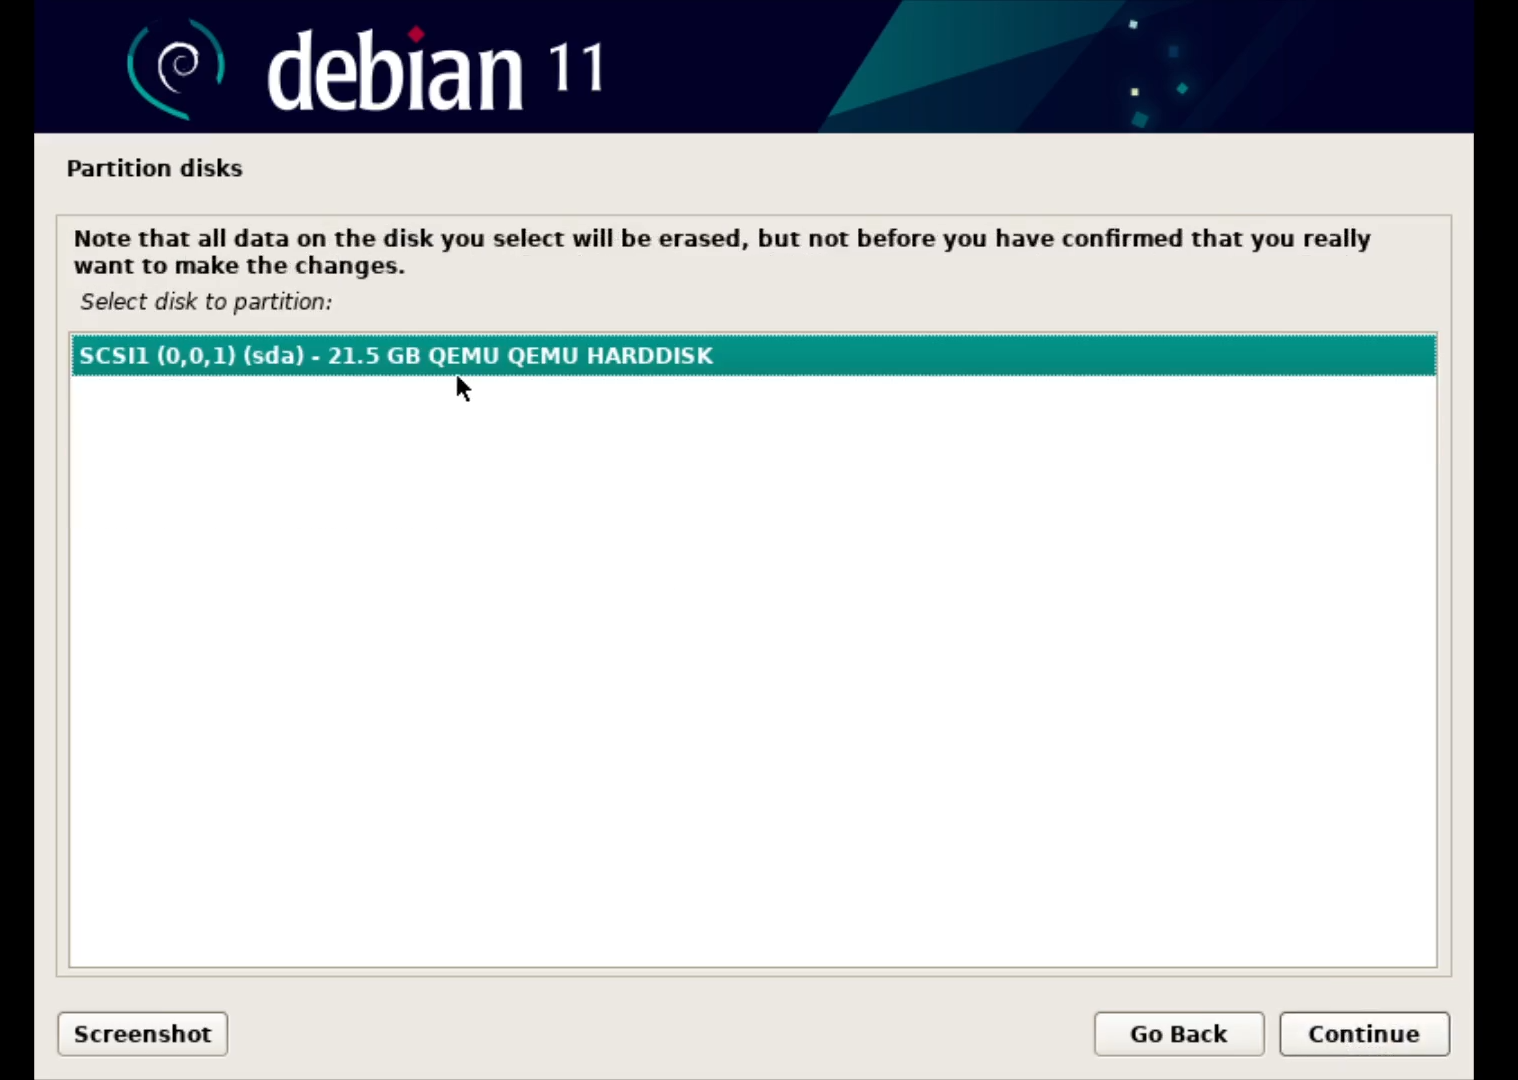 debian 11
Partition disks
Note that all data on the disk you select will be erased, but not before you have confirmed that you really
want to make the changes.
Select disk to partition:
SCSI1 (0,0,1) (sda) - 21.5 GB QEMU QEMU HARDDISK
Screenshot
Go Back
Continue